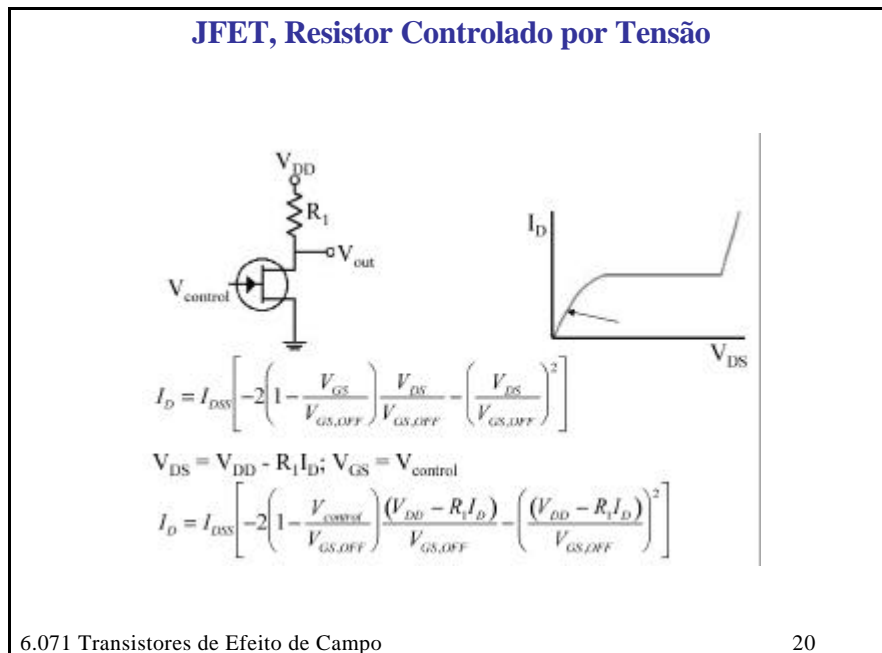 JFET, Resistor Controlado por Tensão
V_DD
R_1
V_out
V_control
I_D
V_DS
I_D = I_DSS[-2(1 - V_GS/V_GS,OFF) V_DS/V_GS,OFF - (V_DS/V_GS,OFF)^2]
V_DS = V_DD - R_1I_D; V_GS = V_control
I_D = I_DSS[-2(1 - V_control/V_GS,OFF) (V_DD - R_1I_D)/V_GS,OFF - ((V_DD - R_1I_D)/V_GS,OFF)^2]
6.071 Transistores de Efeito de Campo 20